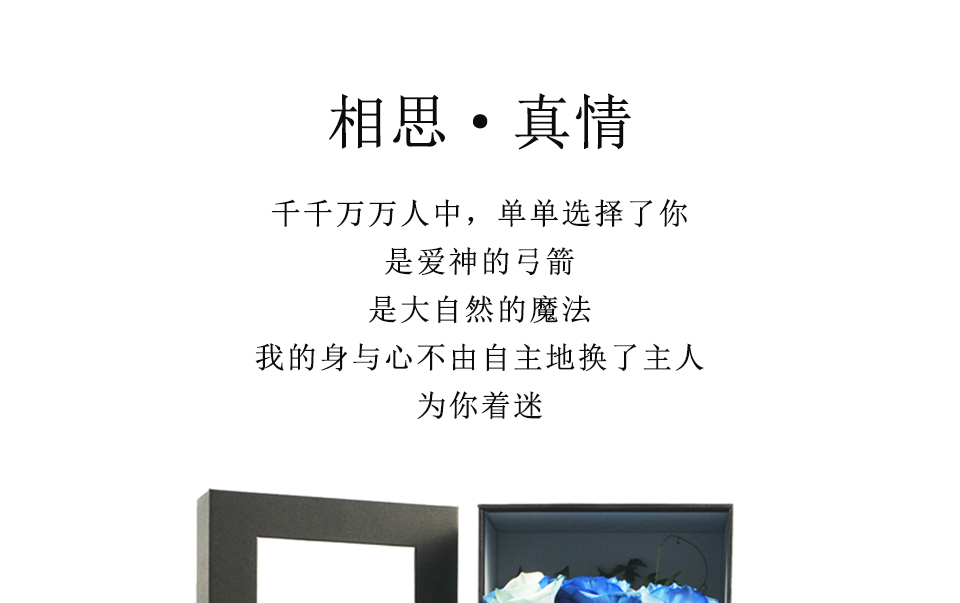 相思·真情
千千万万人中，单单选择了你
是爱神的弓箭
是大自然的魔法
我的身与心不由自主地换了主人
为你着迷